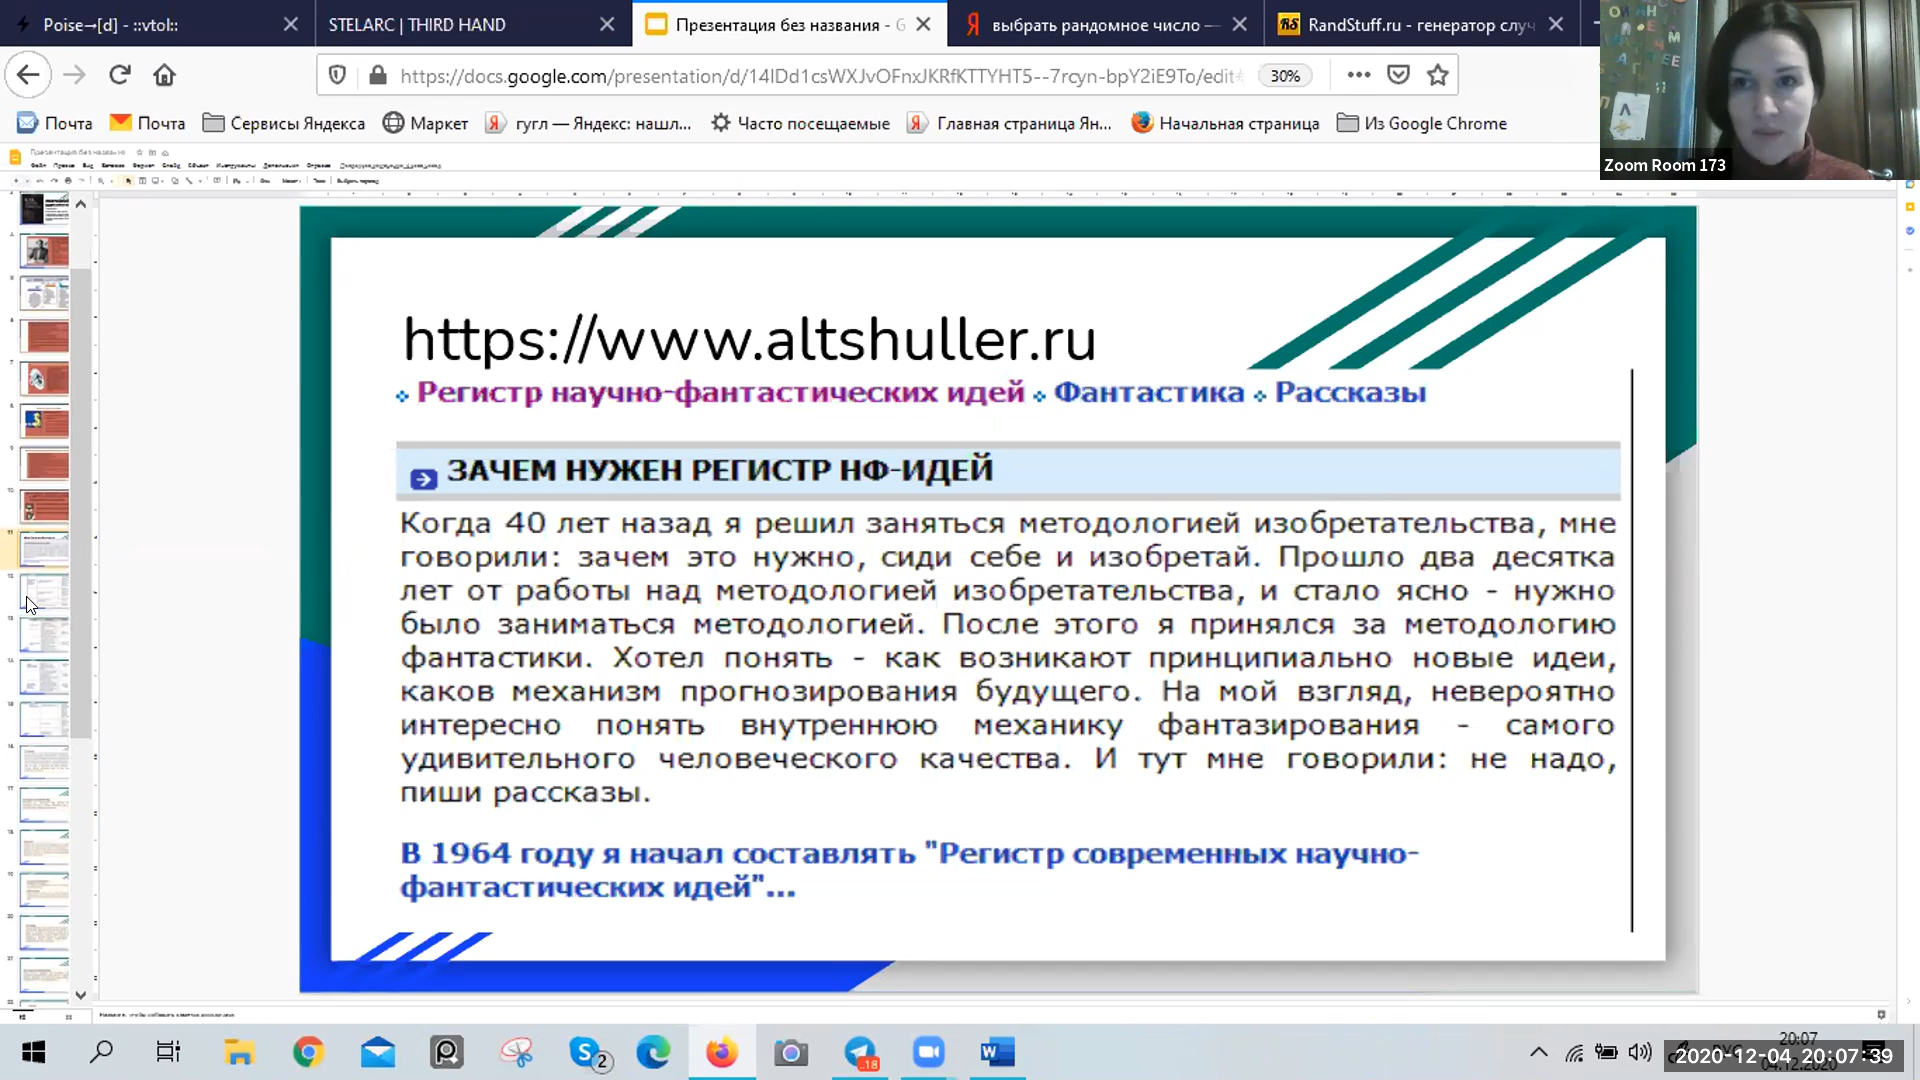 Poise→[d] - ::vtol::
STELARC | THIRD HAND
Презентация без названия - G
выбрать рандомное число —
RandStuff.ru - генератор случ
https://docs.google.com/presentation/d/14IDd1csWXJvOFnxJKRfKTTYHT5--7rcyn-bpY2iE9To/edit
30%
Почта
Почта
Сервисы Яндекса
Маркет
гугл — Яндекс: нашл...
Часто посещаемые
Главная страница Ян...
Начальная страница
Из Google Chrome
Zoom Room 173
https://www.altshuller.ru
Регистр научно-фантастических идей Фантастика Рассказы
ЗАЧЕМ НУЖЕН РЕГИСТР НФ-ИДЕЙ
Когда 40 лет назад я решил заняться методологией изобретательства, мне
говорили: зачем это нужно, сиди себе и изобретай. Прошло два десятка
лет от работы над методологией изобретательства, и стало ясно - нужно
было заниматься методологией. После этого я принялся за методологию
фантастики. Хотел понять - как возникают принципиально новые идеи,
каков механизм прогнозирования будущего. На мой взгляд, невероятно
интересно понять внутреннюю механику фантазирования - самого
удивительного человеческого качества. И тут мне говорили: не надо,
пиши рассказы.
В 1964 году я начал составлять "Регистр современных научно-
фантастических идей"...
20:07
2020-12-04 20:07:39